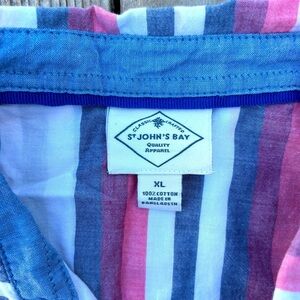 CLASSIC CRAFTED
ST JOHN'S BAY
QUALITY
APPAREL
XL
100% COTTON
MADE IN
BANGLADESH